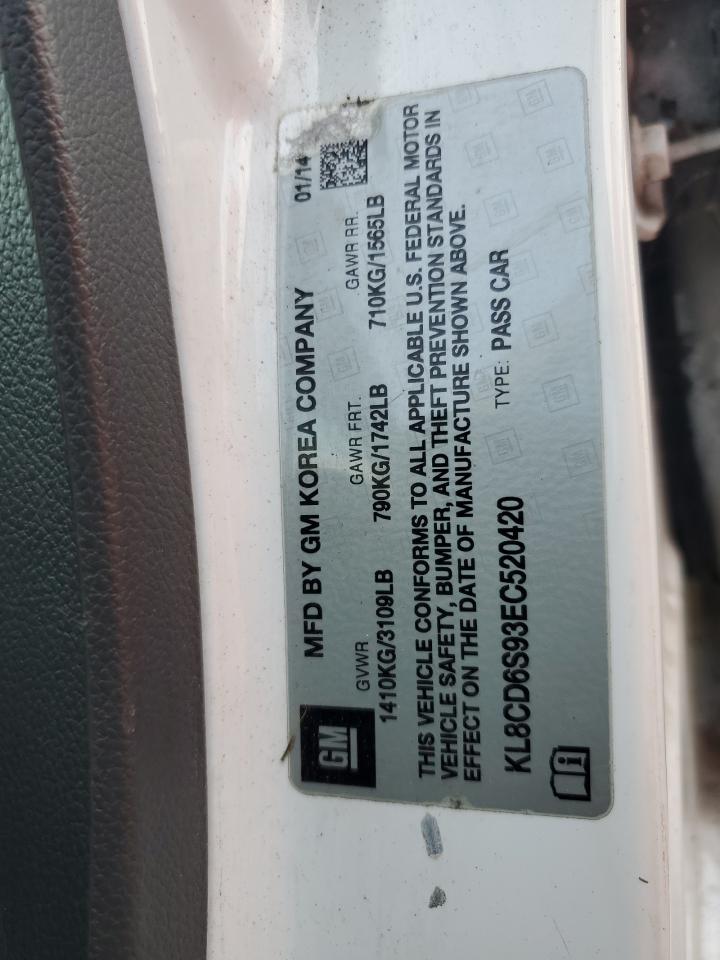 GM
MFD BY GM KOREA COMPANY 01/14
GVWR GAWR FRT. GAWR RR.
1410KG/3109LB 790KG/1742LB 710KG/1565LB
THIS VEHICLE CONFORMS TO ALL APPLICABLE U.S. FEDERAL MOTOR
VEHICLE SAFETY, BUMPER, AND THEFT PREVENTION STANDARDS IN
EFFECT ON THE DATE OF MANUFACTURE SHOWN ABOVE.
KL8CD6S93EC520420 TYPE: PASS CAR